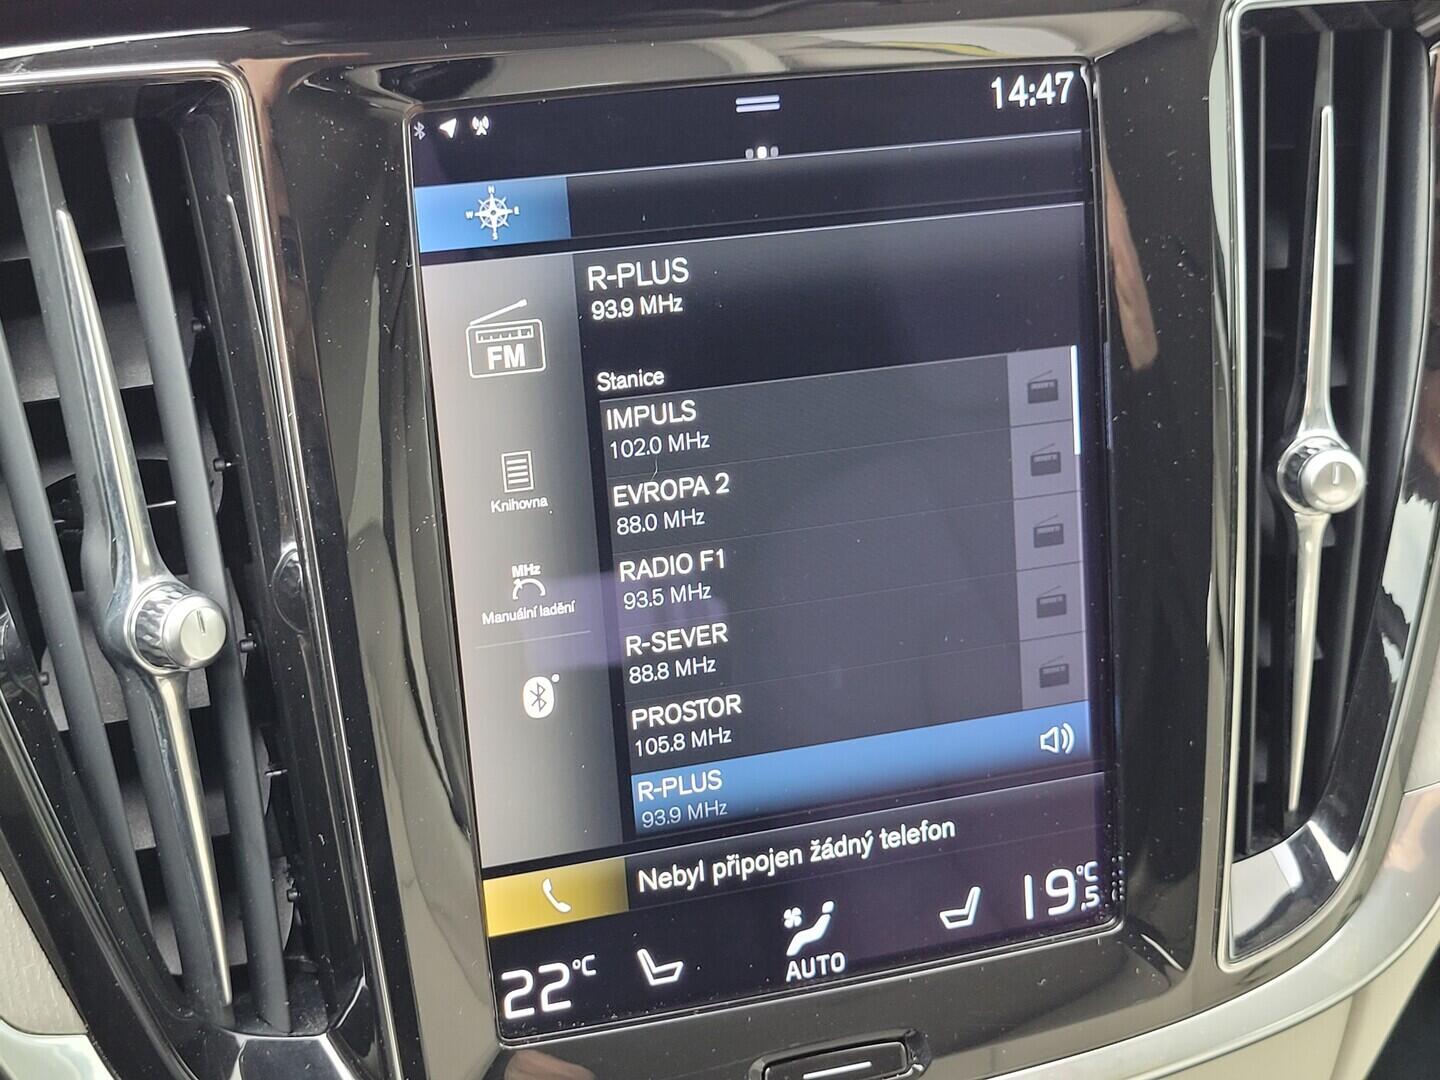 14:47
N
W E
S
R-PLUS
93.9 MHz
FM
Stanice
IMPULS
102.0 MHz
EVROPA 2
88.0 MHz
Knihovna
RADIO F1
93.5 MHz
MHz
Manuální ladění
R-SEVER
88.8 MHz
PROSTOR
105.8 MHz
R-PLUS
93.9 MHz
Nebyl připojen žádný telefon
22°C
AUTO
19.5°C